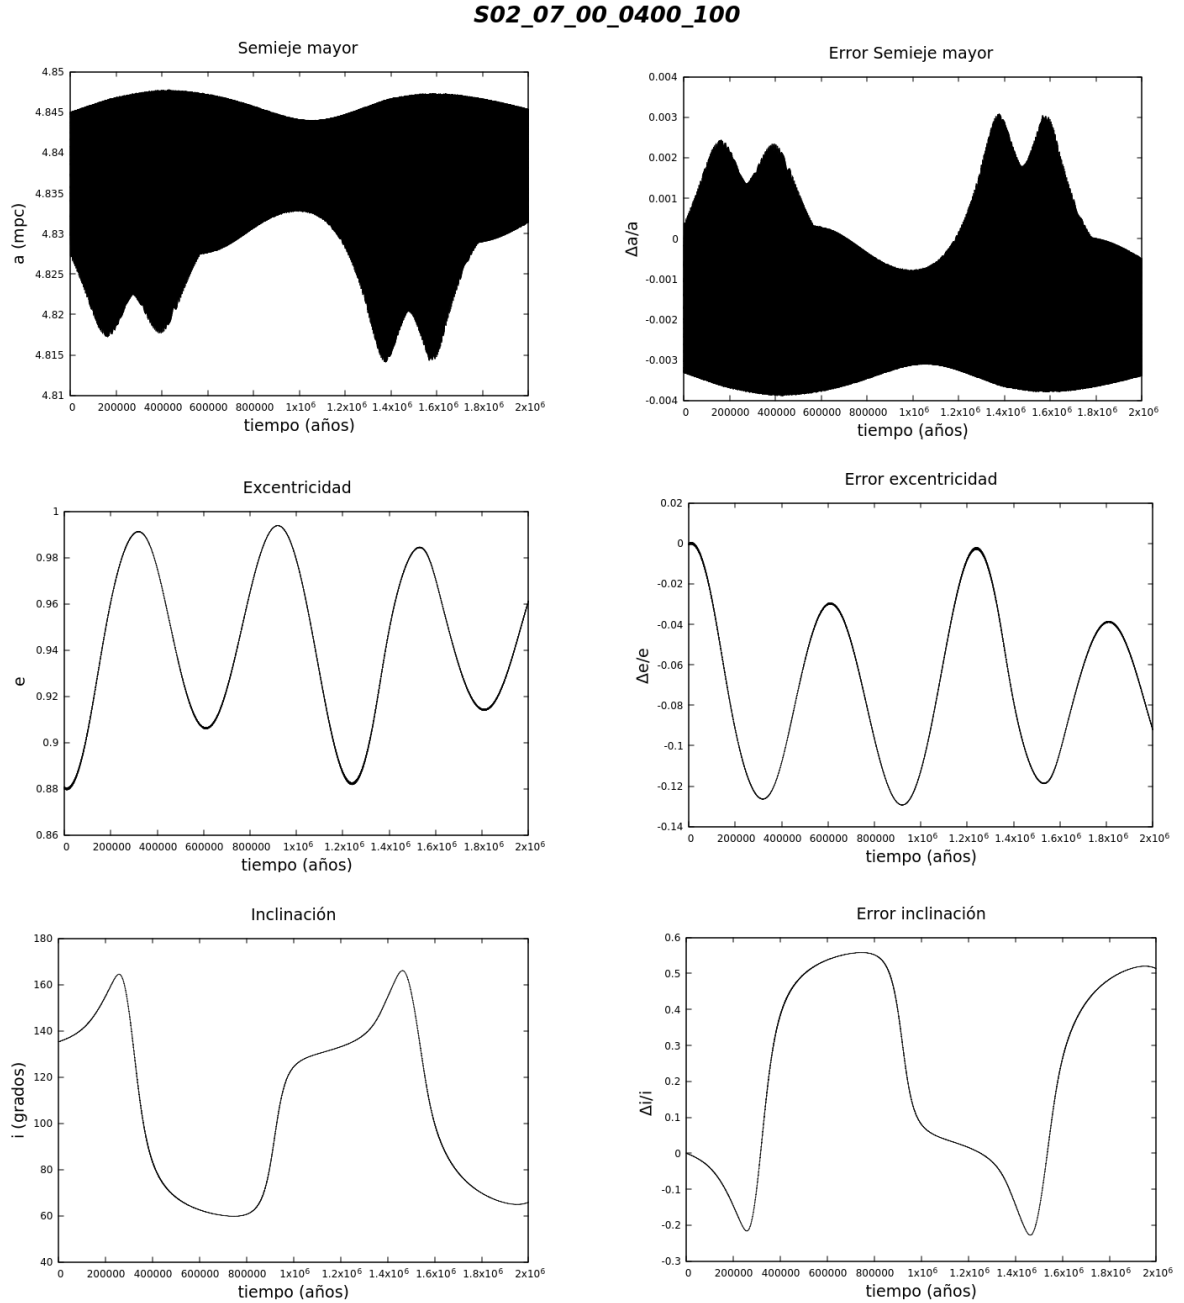 S02_07_00_0400_100
Semieje mayor
4.85
4.845
4.84
4.835
4.83
4.825
4.82
4.815
4.81
a (mpc)
0 200000 400000 600000 800000 1x10⁶ 1.2x10⁶ 1.4x10⁶ 1.6x10⁶ 1.8x10⁶ 2x10⁶
tiempo (años)
Error Semieje mayor
0.004
0.003
0.002
0.001
0
-0.001
-0.002
-0.003
-0.004
Δa/a
0 200000 400000 600000 800000 1x10⁶ 1.2x10⁶ 1.4x10⁶ 1.6x10⁶ 1.8x10⁶ 2x10⁶
tiempo (años)
Excentricidad
1
0.98
0.96
0.94
0.92
0.9
0.88
0.86
e
0 200000 400000 600000 800000 1x10⁶ 1.2x10⁶ 1.4x10⁶ 1.6x10⁶ 1.8x10⁶ 2x10⁶
tiempo (años)
Error excentricidad
0.02
0
-0.02
-0.04
-0.06
-0.08
-0.1
-0.12
-0.14
Δe/e
0 200000 400000 600000 800000 1x10⁶ 1.2x10⁶ 1.4x10⁶ 1.6x10⁶ 1.8x10⁶ 2x10⁶
tiempo (años)
Inclinación
180
160
140
120
100
80
60
40
i (grados)
0 200000 400000 600000 800000 1x10⁶ 1.2x10⁶ 1.4x10⁶ 1.6x10⁶ 1.8x10⁶ 2x10⁶
tiempo (años)
Error inclinación
0.6
0.5
0.4
0.3
0.2
0.1
0
-0.1
-0.2
-0.3
Δi/i
0 200000 400000 600000 800000 1x10⁶ 1.2x10⁶ 1.4x10⁶ 1.6x10⁶ 1.8x10⁶ 2x10⁶
tiempo (años)